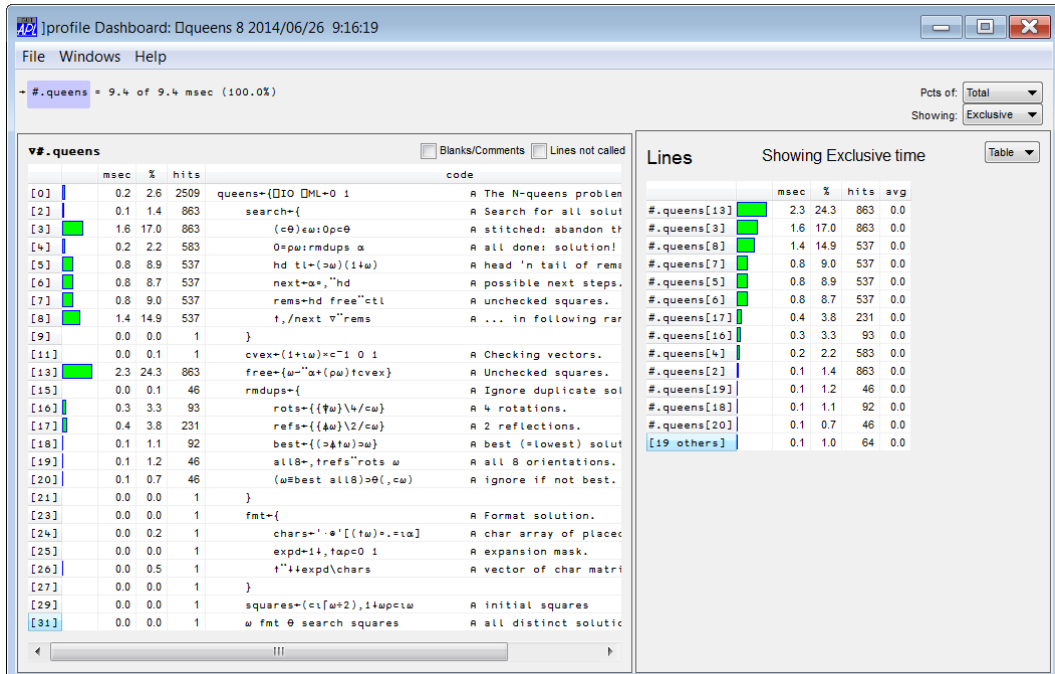 ]profile Dashboard: ⎕queens 8 2014/06/26 9:16:19
File Windows Help
→ #.queens = 9.4 of 9.4 msec (100.0%)
Pcts of: Total
Showing: Exclusive
∇#.queens
Blanks/Comments Lines not called
msec % hits code
[0] 0.2 2.6 2509 queens←{⎕IO ⎕ML←0 1 ⍝ The N-queens problem
[2] 0.1 1.4 863 search←{ ⍝ Search for all solut
[3] 1.6 17.0 863 (⊂⍬)∊⍵:0⍴⊂⍬ ⍝ stitched: abandon th
[4] 0.2 2.2 583 0=⍴⍵:rmdups ⍺ ⍝ all done: solution!
[5] 0.8 8.9 537 hd tl←(⊃⍵)(1↓⍵) ⍝ head 'n tail of rema
[6] 0.8 8.7 537 next←⍺∘,¨hd ⍝ possible next steps.
[7] 0.8 9.0 537 rems←hd free¨⊂tl ⍝ unchecked squares.
[8] 1.4 14.9 537 ↑,/next ∇¨rems ⍝ ... in following ran
[9] 0.0 0.0 1 }
[11] 0.0 0.1 1 cvex←(1+⍳⍵)×⊂¯1 0 1 ⍝ Checking vectors.
[13] 2.3 24.3 863 free←{⍵~¨⍺+(⍴⍵)↑cvex} ⍝ Unchecked squares.
[15] 0.0 0.1 46 rmdups←{ ⍝ Ignore duplicate sol
[16] 0.3 3.3 93 rots←{{⍒⍵}\4/⊂⍵} ⍝ 4 rotations.
[17] 0.4 3.8 231 refs←{{⍋⍵}\2/⊂⍵} ⍝ 2 reflections.
[18] 0.1 1.1 92 best←{(⊃⍋↑⍵)⊃⍵} ⍝ best (=lowest) solut
[19] 0.1 1.2 46 all8←,↑refs¨rots ⍵ ⍝ all 8 orientations.
[20] 0.1 0.7 46 (⍵≡best all8)⊃⍬(,⊂⍵) ⍝ ignore if not best.
[21] 0.0 0.0 1 }
[23] 0.0 0.0 1 fmt←{ ⍝ Format solution.
[24] 0.0 0.2 1 chars←'·⍟'[(↑⍵)∘.=⍳⍺] ⍝ char array of placed
[25] 0.0 0.0 1 expd←1↓,↑⍺⍴⊂0 1 ⍝ expansion mask.
[26] 0.0 0.5 1 ↑¨↓↓expd\chars ⍝ vector of char matri
[27] 0.0 0.0 1 }
[29] 0.0 0.0 1 squares←(⊂⍳⌈⍵÷2),1↓⍵⍴⊂⍳⍵ ⍝ initial squares
[31] 0.0 0.0 1 ⍵ fmt ⍬ search squares ⍝ all distinct solutio
Lines Showing Exclusive time Table
msec % hits avg
#.queens[13] 2.3 24.3 863 0.0
#.queens[3] 1.6 17.0 863 0.0
#.queens[8] 1.4 14.9 537 0.0
#.queens[7] 0.8 9.0 537 0.0
#.queens[5] 0.8 8.9 537 0.0
#.queens[6] 0.8 8.7 537 0.0
#.queens[17] 0.4 3.8 231 0.0
#.queens[16] 0.3 3.3 93 0.0
#.queens[4] 0.2 2.2 583 0.0
#.queens[2] 0.1 1.4 863 0.0
#.queens[19] 0.1 1.2 46 0.0
#.queens[18] 0.1 1.1 92 0.0
#.queens[20] 0.1 0.7 46 0.0
[19 others] 0.1 1.0 64 0.0